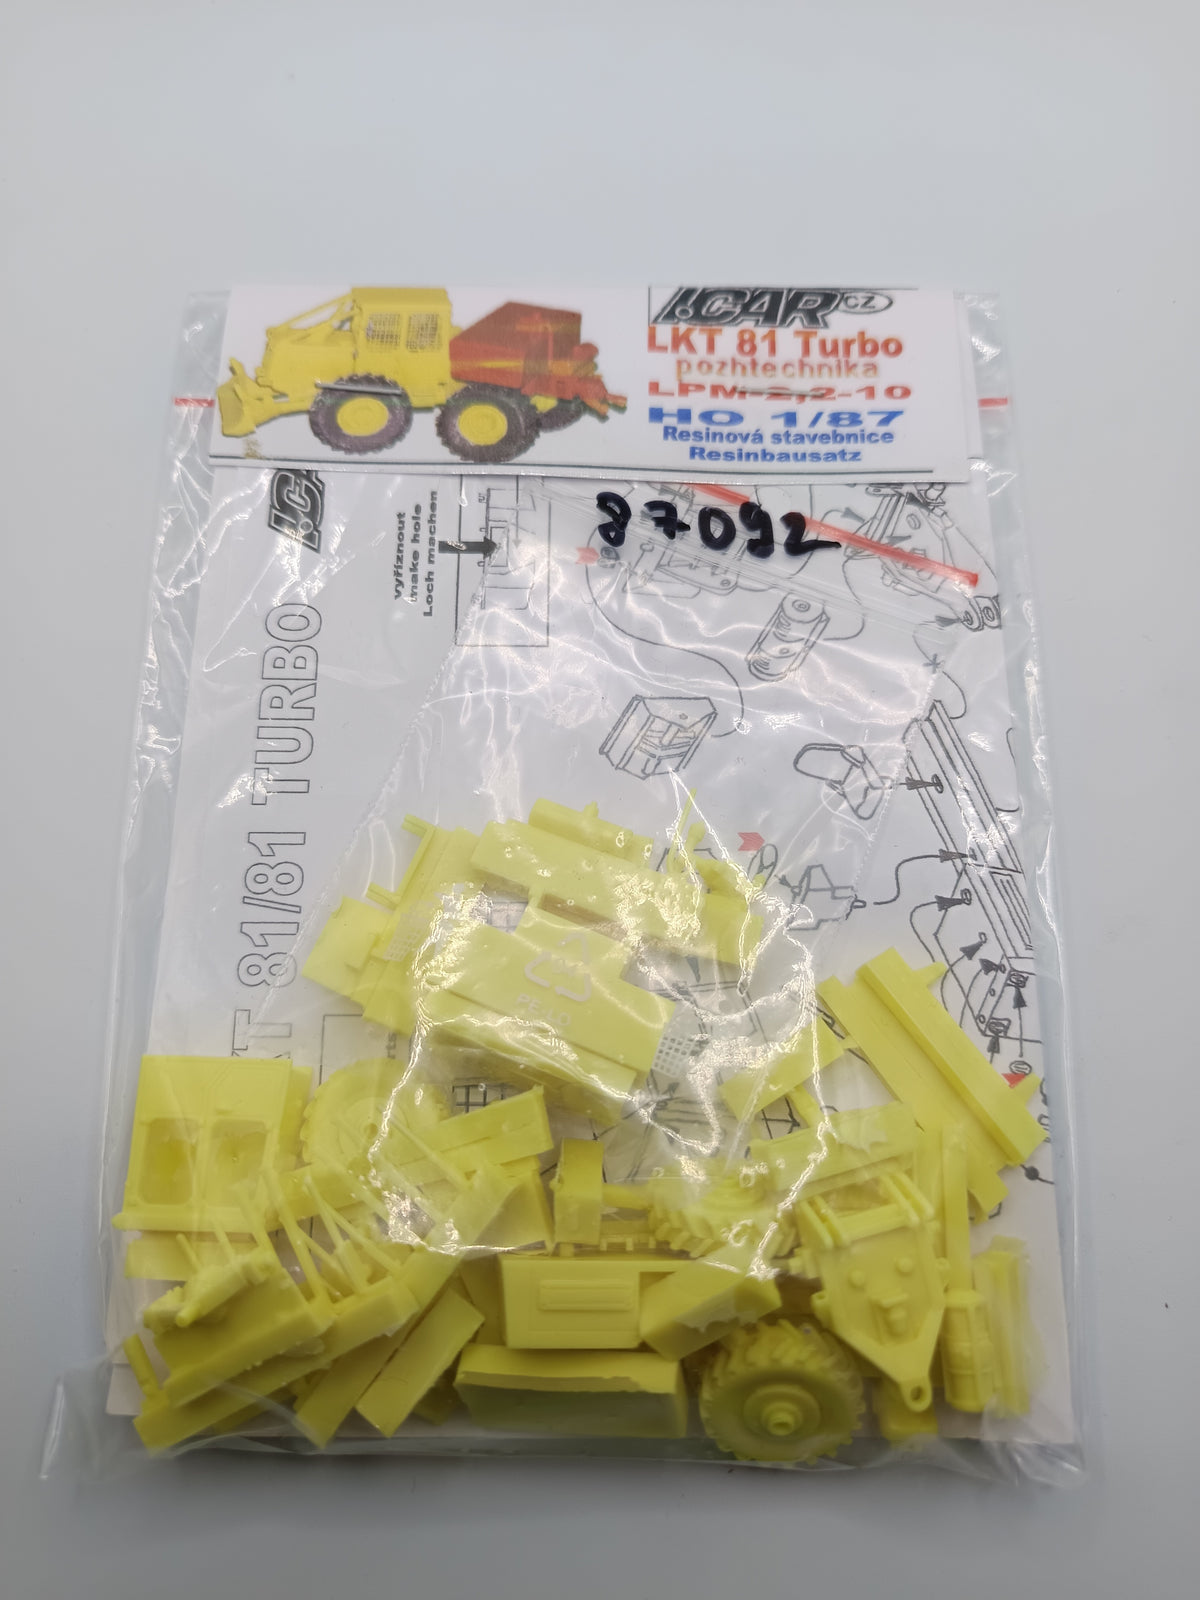 !.CAR CZ
LKT 81 Turbo
pozhtechnika
LPM-2,2-10
HO 1/87
Resinová stavebnice
Resinbausatz
87092
vyříznout
make hole
Loch machen
81/81 TURBO
PE-LD